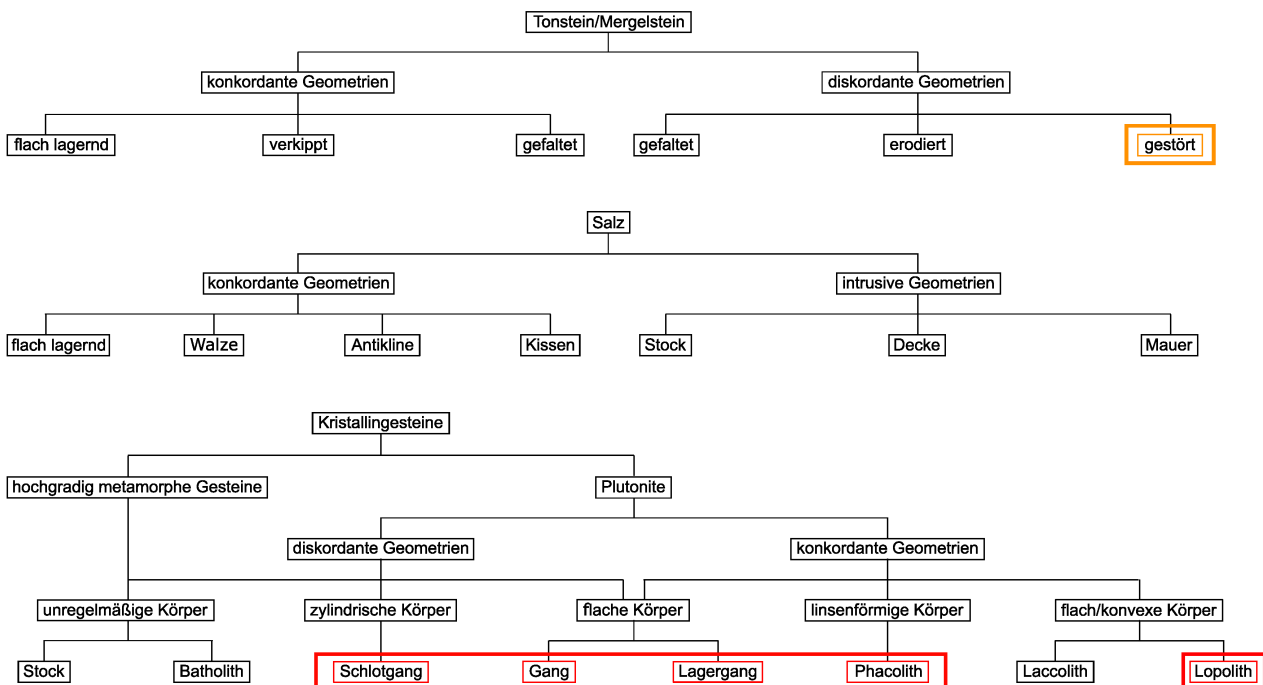 Tonstein/Mergelstein
konkordante Geometrien
diskordante Geometrien
flach lagernd
verkippt
gefaltet
gefaltet
erodiert
gestört
Salz
konkordante Geometrien
intrusive Geometrien
flach lagernd
Walze
Antikline
Kissen
Stock
Decke
Mauer
Kristallingesteine
hochgradig metamorphe Gesteine
Plutonite
diskordante Geometrien
konkordante Geometrien
unregelmäßige Körper
zylindrische Körper
flache Körper
linsenförmige Körper
flach/konvexe Körper
Stock
Batholith
Schlotgang
Gang
Lagergang
Phacolith
Laccolith
Lopolith